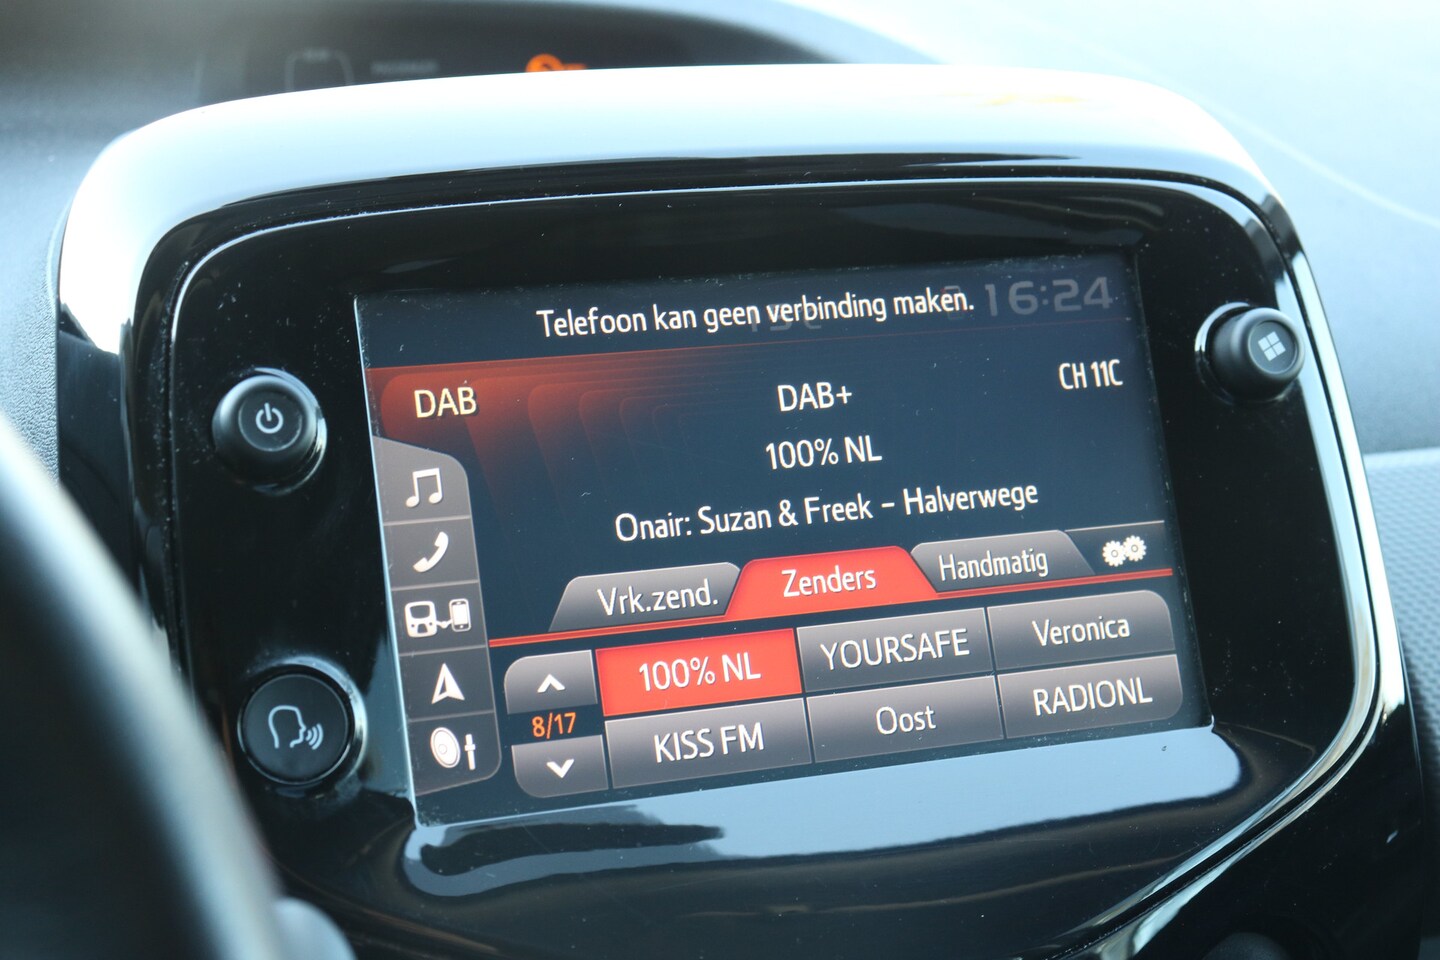 Telefoon kan geen verbinding maken.
16:24
DAB
DAB+
CH 11C
100% NL
Onair: Suzan & Freek - Halverwege
Vrk.zend.
Zenders
Handmatig
100% NL
YOURSAFE
Veronica
8/17
KISS FM
Oost
RADIONL